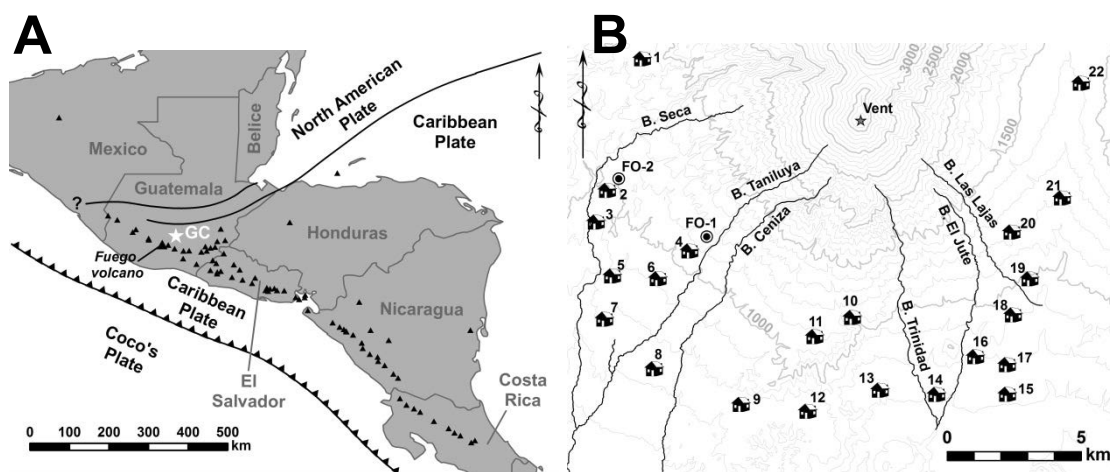 A
North American
Plate
Caribbean
Plate
Belice
Mexico
Guatemala
?
GC
Honduras
Fuego
volcano
Caribbean
Plate
Nicaragua
Coco's
Plate
El
Salvador
Costa
Rica
0 100 200 300 400 500
km
B
1
3000
2500
2000
22
Vent
B. Seca
1500
FO-2
2
B. Taniluya
B. Las Lajas
21
3
FO-1
B. Ceniza
B. El Jute
20
4
5
6
19
7
10
18
1000
11
B. Trinidad
16
17
8
13
14
15
9
12
0 5
km